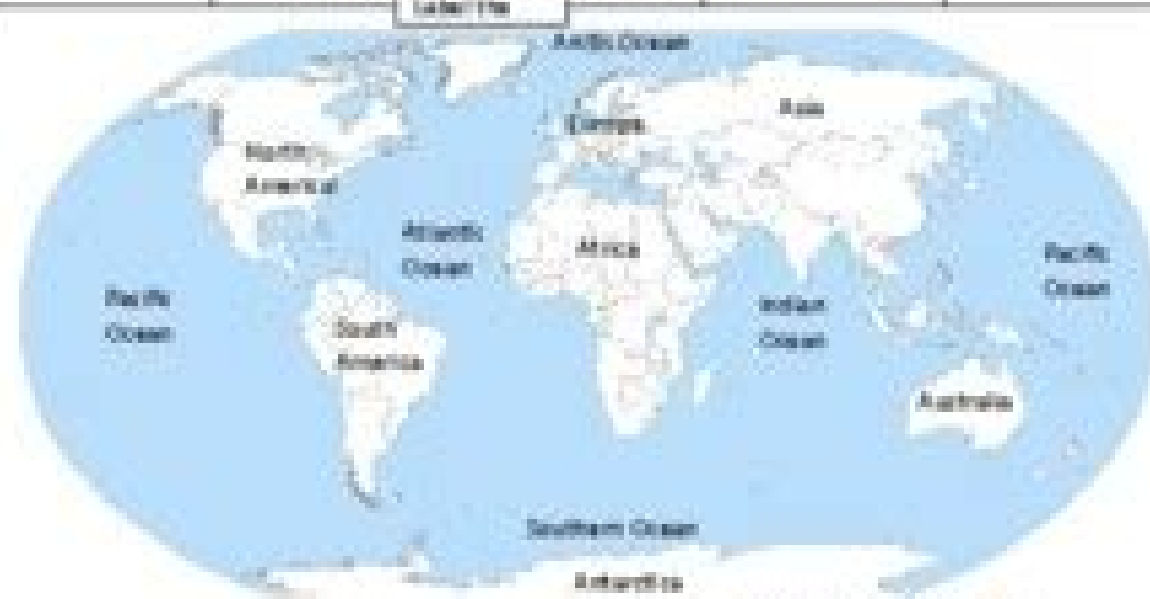 Satellite
Arctic Ocean
Asia
Europe
North
America
Atlantic
Ocean
Africa
Pacific
Ocean
Pacific
Ocean
Indian
Ocean
South
America
Australia
Southern Ocean
Antarctica